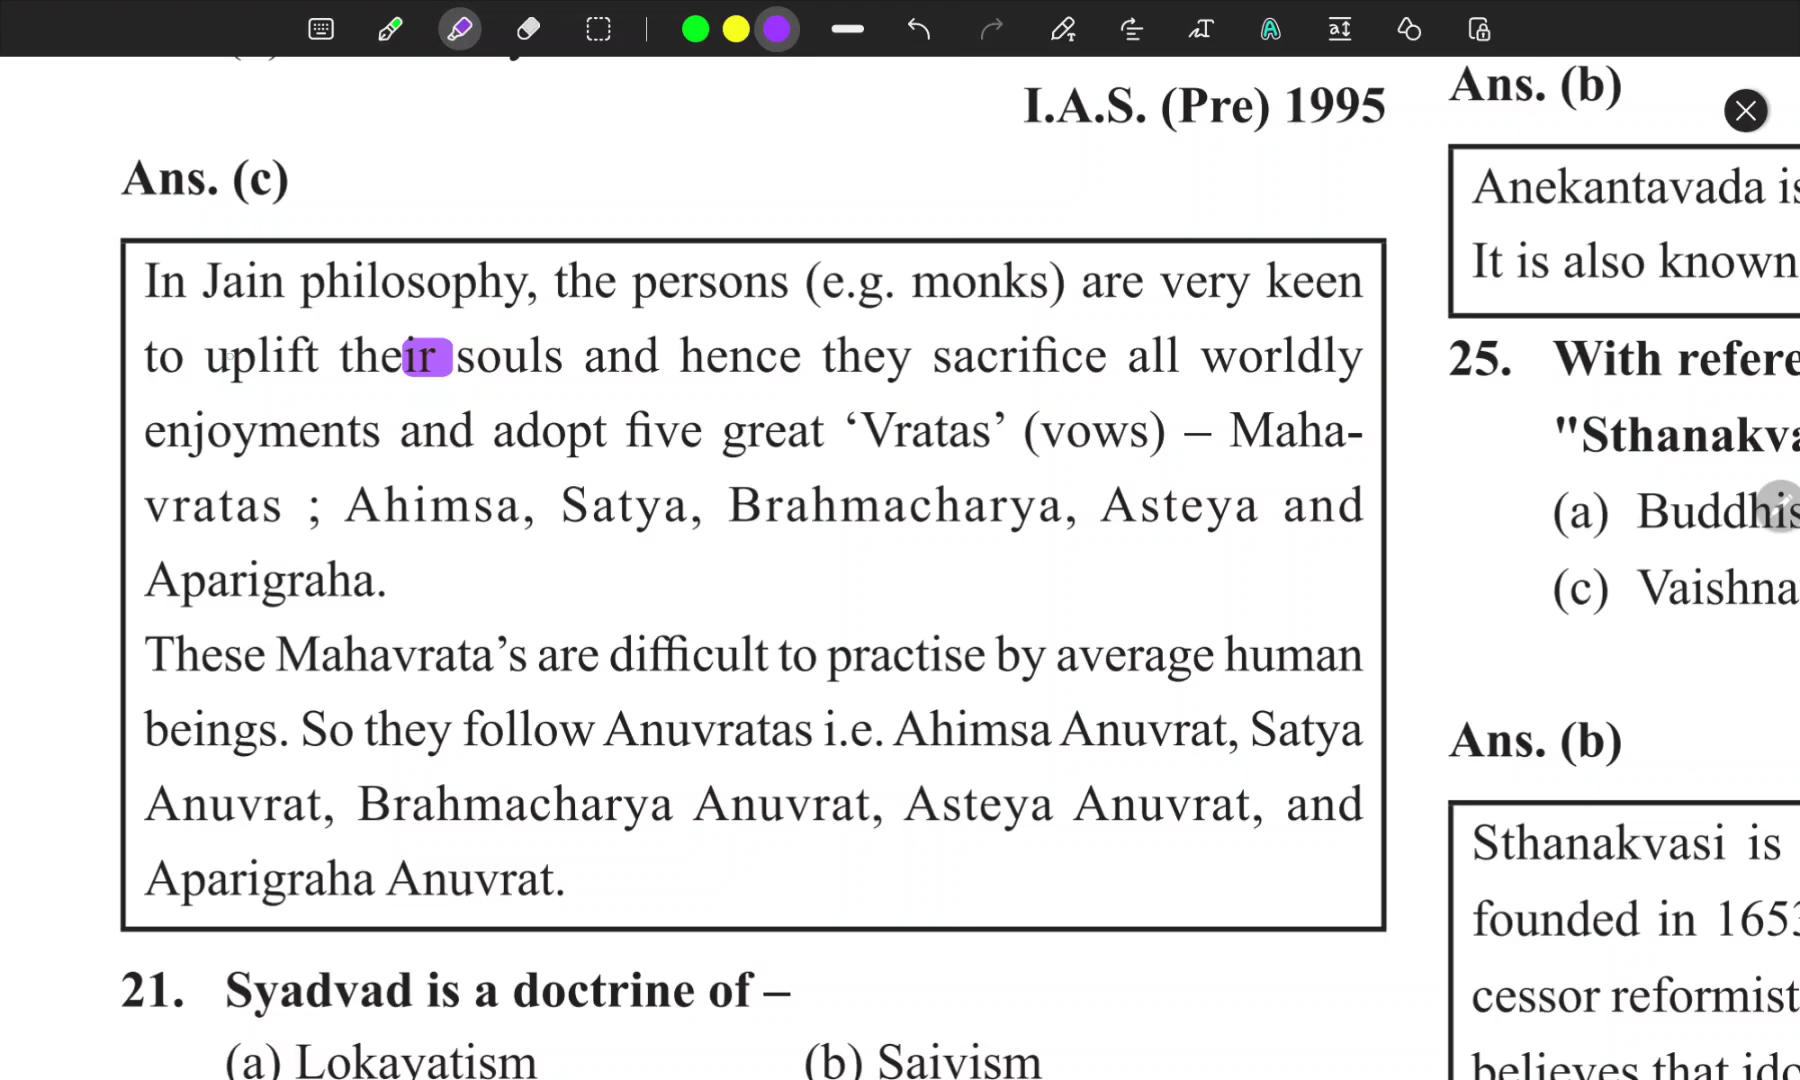 I.A.S. (Pre) 1995
Ans. (c)
In Jain philosophy, the persons (e.g. monks) are very keen
to uplift their souls and hence they sacrifice all worldly
enjoyments and adopt five great ‘Vratas’ (vows) – Maha-
vratas ; Ahimsa, Satya, Brahmacharya, Asteya and
Aparigraha.
These Mahavrata’s are difficult to practise by average human
beings. So they follow Anuvratas i.e. Ahimsa Anuvrat, Satya
Anuvrat, Brahmacharya Anuvrat, Asteya Anuvrat, and
Aparigraha Anuvrat.
21. Syadvad is a doctrine of –
(a) Lokayatism
(b) Saivism
Ans. (b)
Anekantavada is
It is also known
25. With refere
"Sthanakva
(a) Buddhis
(c) Vaishna
Ans. (b)
Sthanakvasi is
founded in 1653
cessor reformist
believes that ido